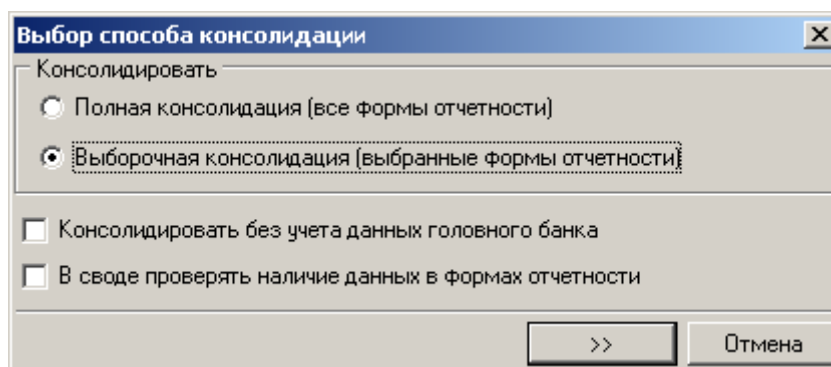 Выбор способа консолидации
Консолидировать
Полная консолидация (все формы отчетности)
Выборочная консолидация (выбранные формы отчетности)
Консолидировать без учета данных головного банка
В своде проверять наличие данных в формах отчетности
>> Отмена